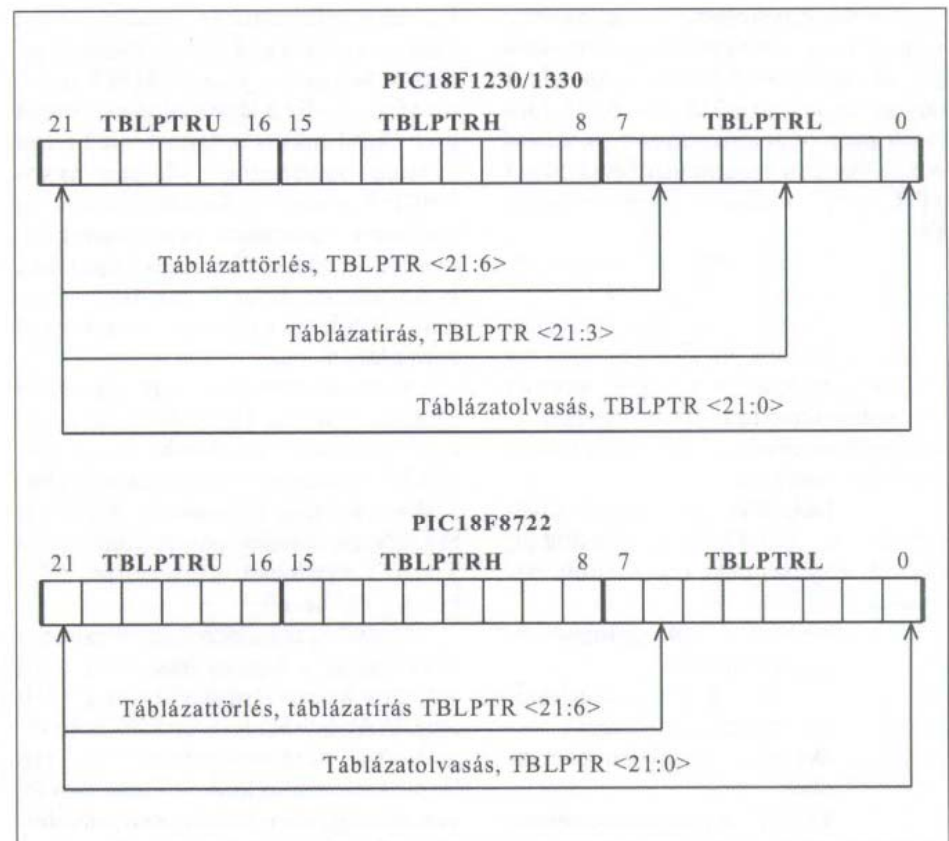 PIC18F1230/1330
21 TBLPTRU 16 15 TBLPTRH 8 7 TBLPTRL 0
Táblázattörlés, TBLPTR <21:6>
Táblázatírás, TBLPTR <21:3>
Táblázatolvasás, TBLPTR <21:0>
PIC18F8722
21 TBLPTRU 16 15 TBLPTRH 8 7 TBLPTRL 0
Táblázattörlés, táblázatírás TBLPTR <21:6>
Táblázatolvasás, TBLPTR <21:0>